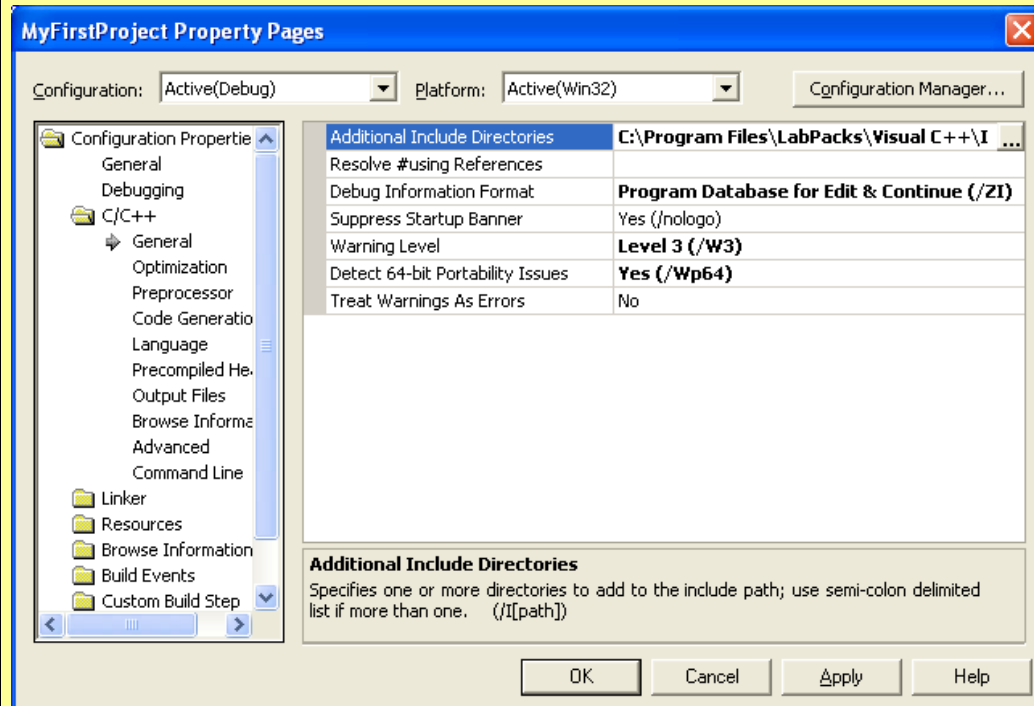 MyFirstProject Property Pages
Configuration: Active(Debug) Platform: Active(Win32) Configuration Manager...
Configuration Propertie
General
Debugging
C/C++
General
Optimization
Preprocessor
Code Generatio
Language
Precompiled He
Output Files
Browse Informa
Advanced
Command Line
Linker
Resources
Browse Information
Build Events
Custom Build Step
Additional Include Directories C:\Program Files\LabPacks\Visual C++\I ...
Resolve #using References
Debug Information Format Program Database for Edit & Continue (/ZI)
Suppress Startup Banner Yes (/nologo)
Warning Level Level 3 (/W3)
Detect 64-bit Portability Issues Yes (/Wp64)
Treat Warnings As Errors No
Additional Include Directories
Specifies one or more directories to add to the include path; use semi-colon delimited
list if more than one. (/I[path])
OK Cancel Apply Help